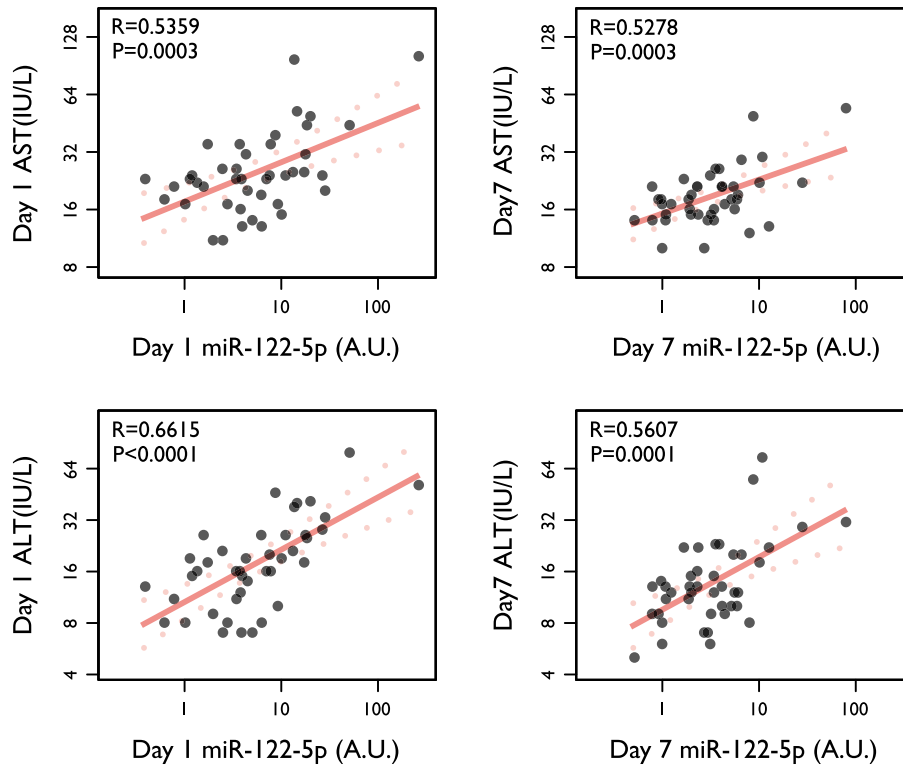 R=0.5359
P=0.0003
128
64
32
16
8
Day 1 AST(IU/L)
1
10
100
Day 1 miR-122-5p (A.U.)
R=0.5278
P=0.0003
128
64
32
16
8
Day7 AST(IU/L)
1
10
100
Day 7 miR-122-5p (A.U.)
R=0.6615
P<0.0001
64
32
16
8
4
Day 1 ALT(IU/L)
1
10
100
Day 1 miR-122-5p (A.U.)
R=0.5607
P=0.0001
64
32
16
8
4
Day7 ALT(IU/L)
1
10
100
Day 7 miR-122-5p (A.U.)